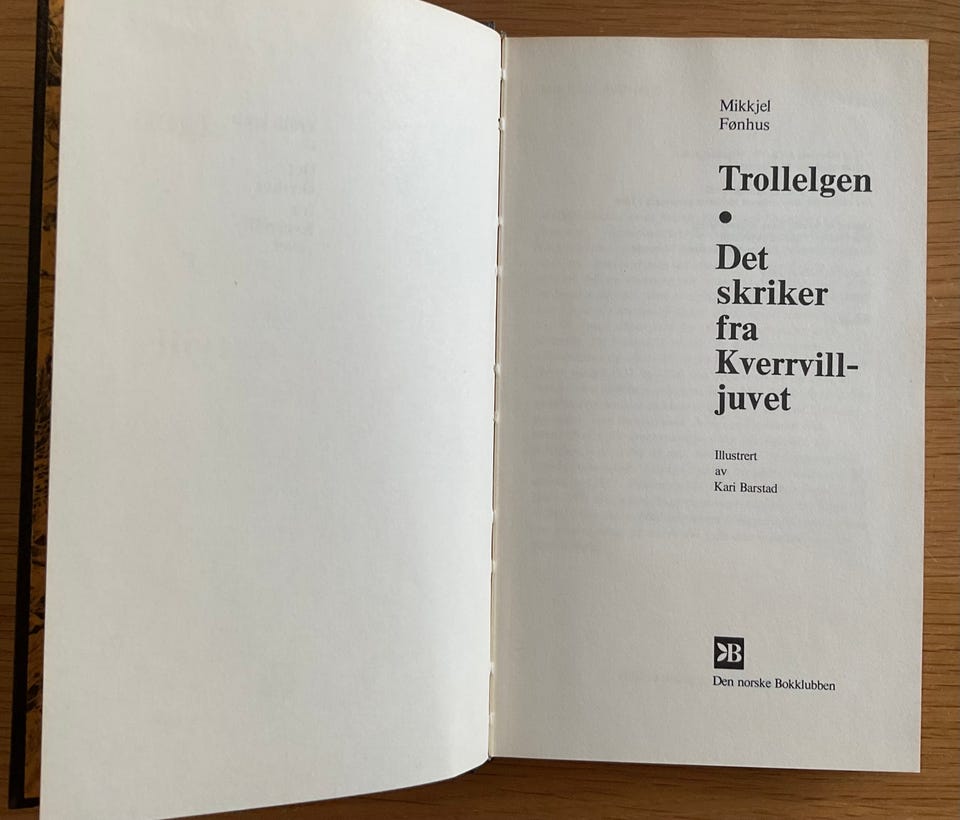 Mikkjel
Fønhus
Trollelgen
•
Det
skriker
fra
Kverrvill-
juvet
Illustrert
av
Kari Barstad
B
Den norske Bokklubben